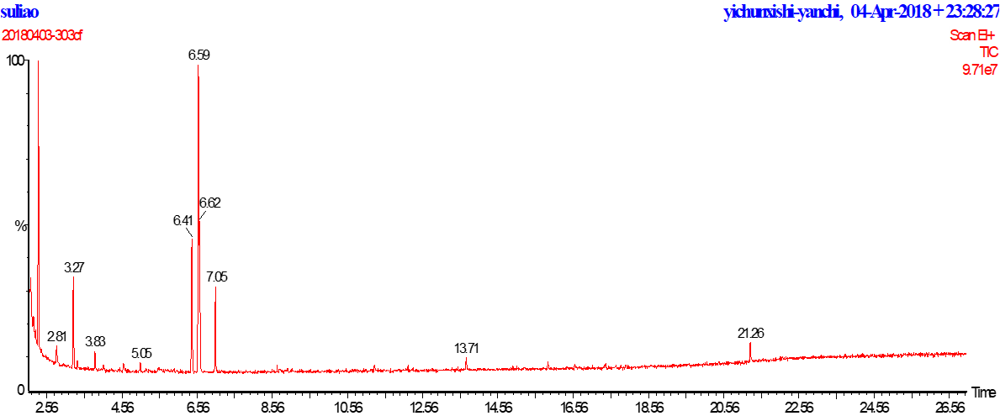 suliao
yichunxishi-yanchi, 04-Apr-2018 + 23:28:27
20180403-303cf
Scan EI+
TIC
9.71e7
100
%
0
2.81
3.27
3.83
5.05
6.41
6.59
6.62
7.05
13.71
21.26
2.56 4.56 6.56 8.56 10.56 12.56 14.56 16.56 18.56 20.56 22.56 24.56 26.56
Time